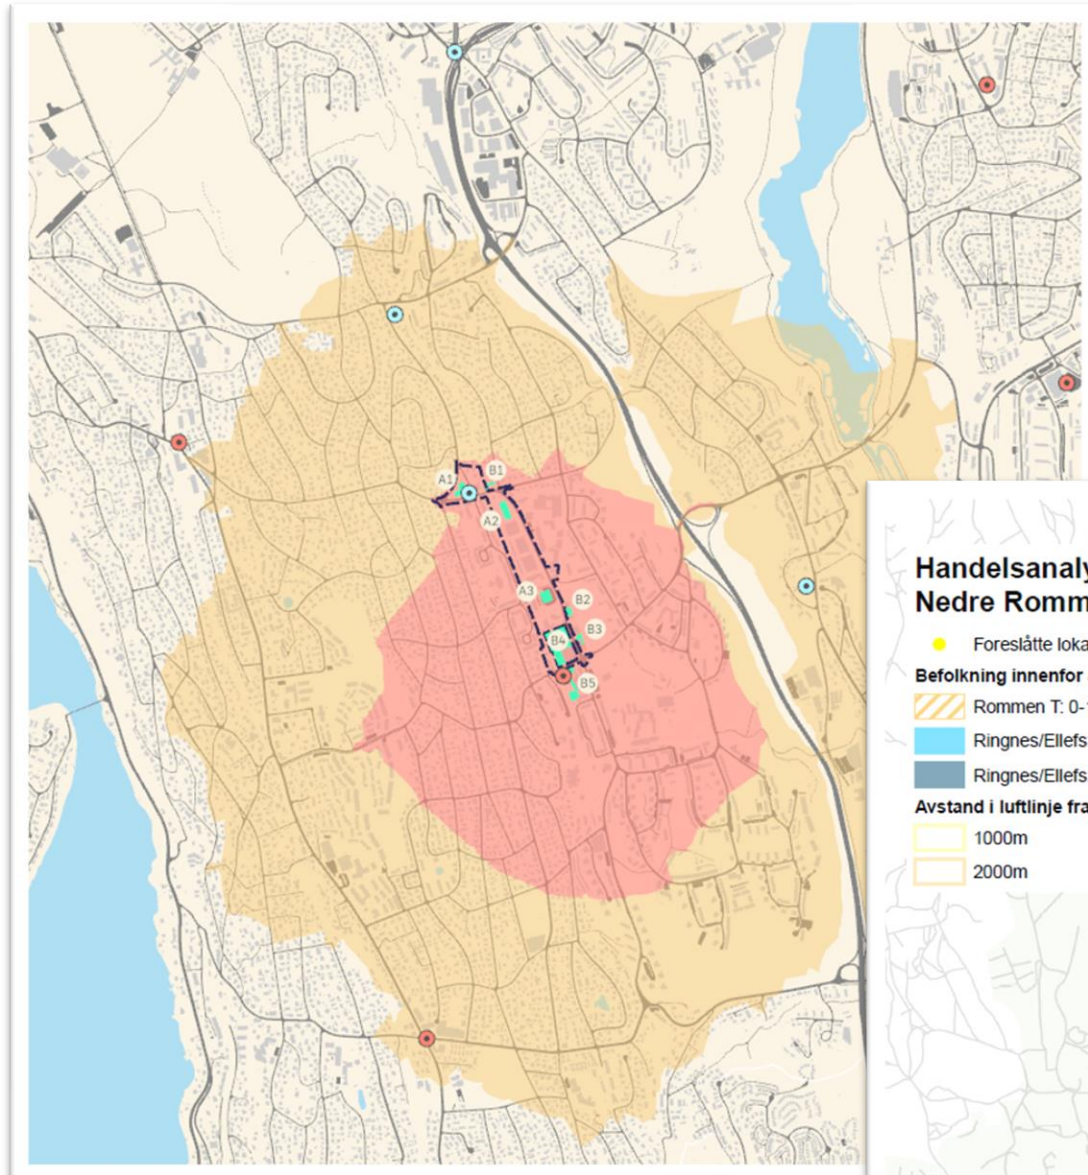 A1
B1
A2
A3
B2
B3
B4
B5
Handelsanaly
Nedre Romm
Foreslåtte loka
Befolkning innenfor
Rommen T: 0-
Ringnes/Ellefs
Ringnes/Ellefs
Avstand i luftlinje fra
1000m
2000m